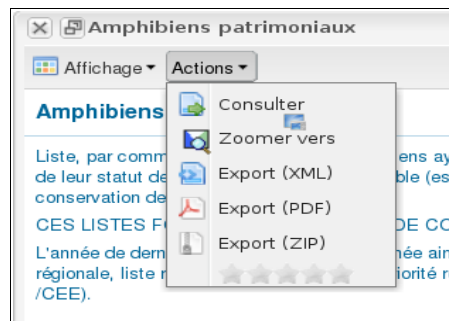 Amphibiens patrimoniaux
Affichage Actions
Amphibiens
Consulter
Zoomer vers
Export (XML)
Export (PDF)
Export (ZIP)
Liste, par comm ens ay
de leur statut de ble (es
conservation de
CES LISTES F DE CO
L'année de dern née ain
régionale, liste r iorité r
/CEE).